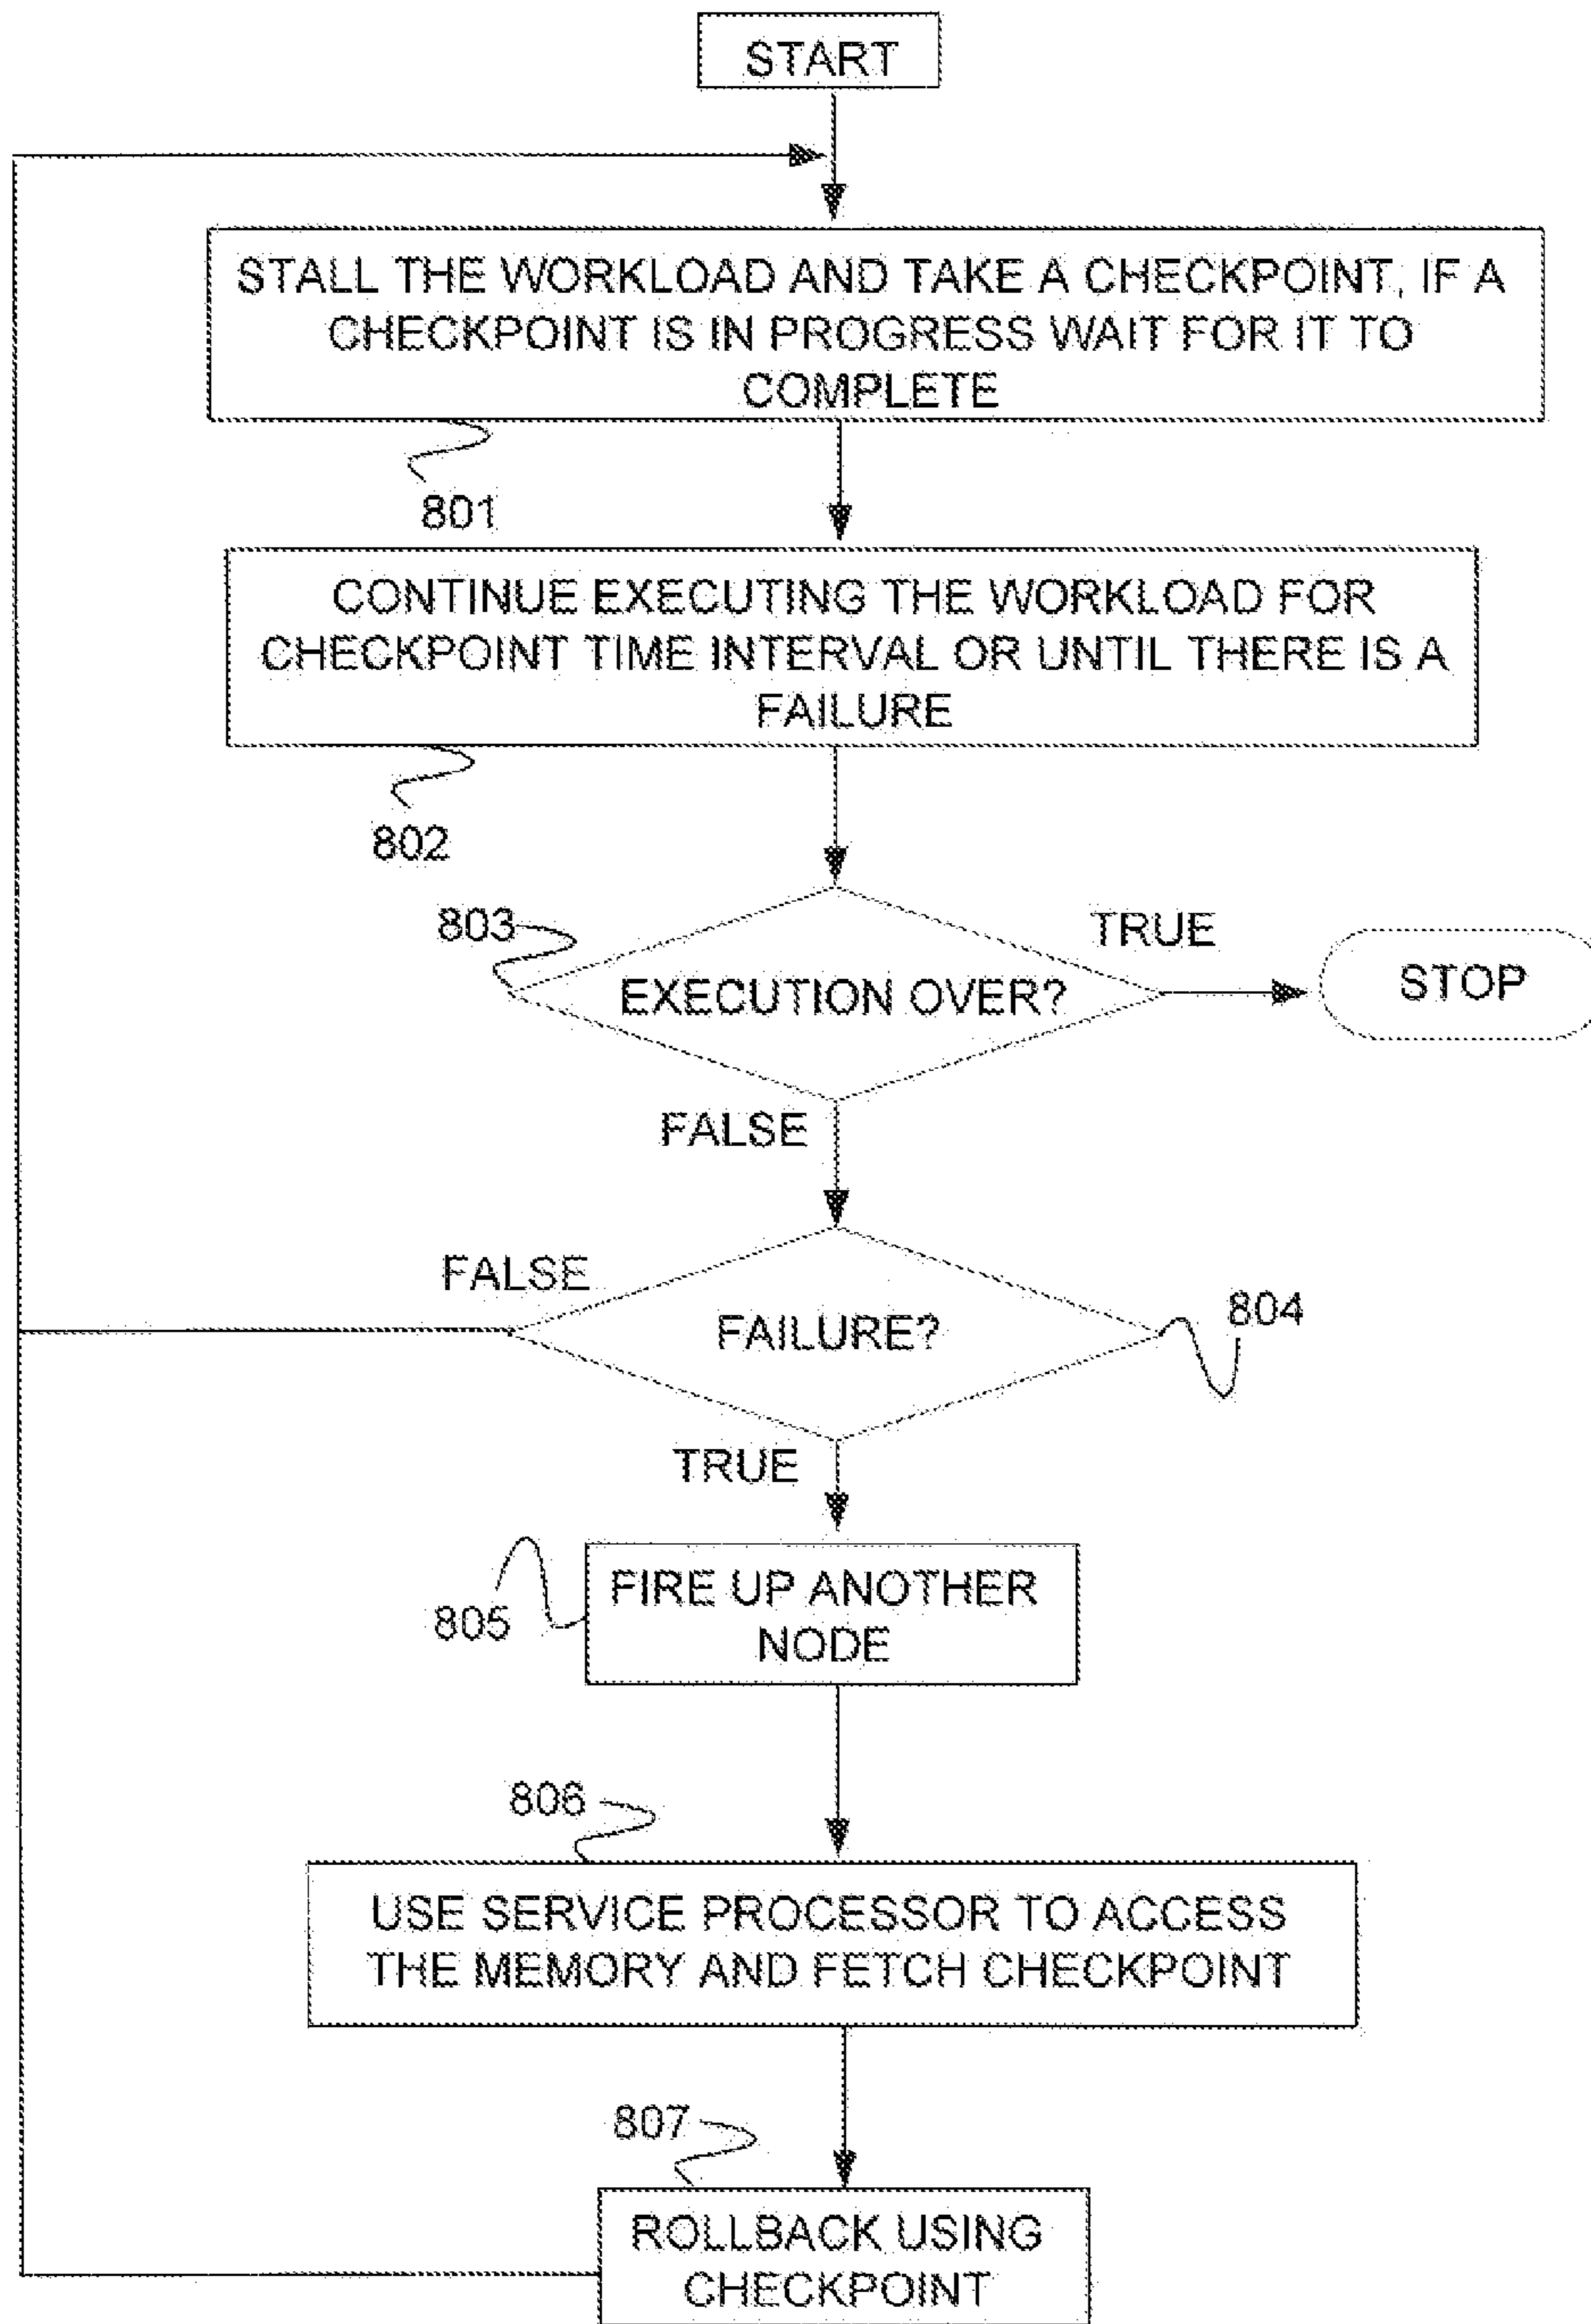 START
STALL THE WORKLOAD AND TAKE A CHECKPOINT, IF A
CHECKPOINT IS IN PROGRESS WAIT FOR IT TO
COMPLETE
801
CONTINUE EXECUTING THE WORKLOAD FOR
CHECKPOINT TIME INTERVAL OR UNTIL THERE IS A
FAILURE
802
803
TRUE
EXECUTION OVER?
STOP
FALSE
FALSE
FAILURE?
804
TRUE
FIRE UP ANOTHER
NODE
805
806
USE SERVICE PROCESSOR TO ACCESS
THE MEMORY AND FETCH CHECKPOINT
807
ROLLBACK USING
CHECKPOINT